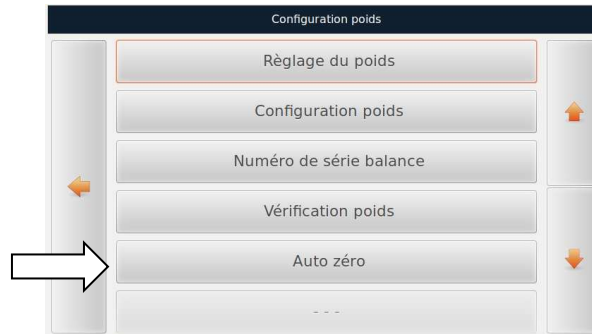 Configuration poids
Règlage du poids
Configuration poids
Numéro de série balance
Vérification poids
Auto zéro
- - -